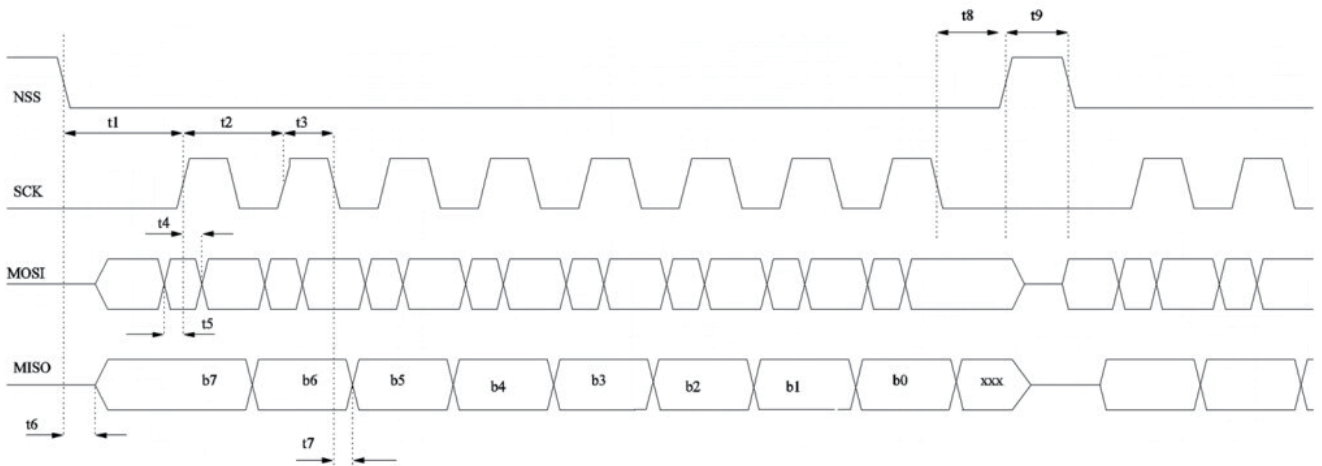 t8 t9
NSS
t1 t2 t3
SCK
t4
MOSI
t5
MISO
b7 b6 b5 b4 b3 b2 b1 b0 xxx
t6
t7